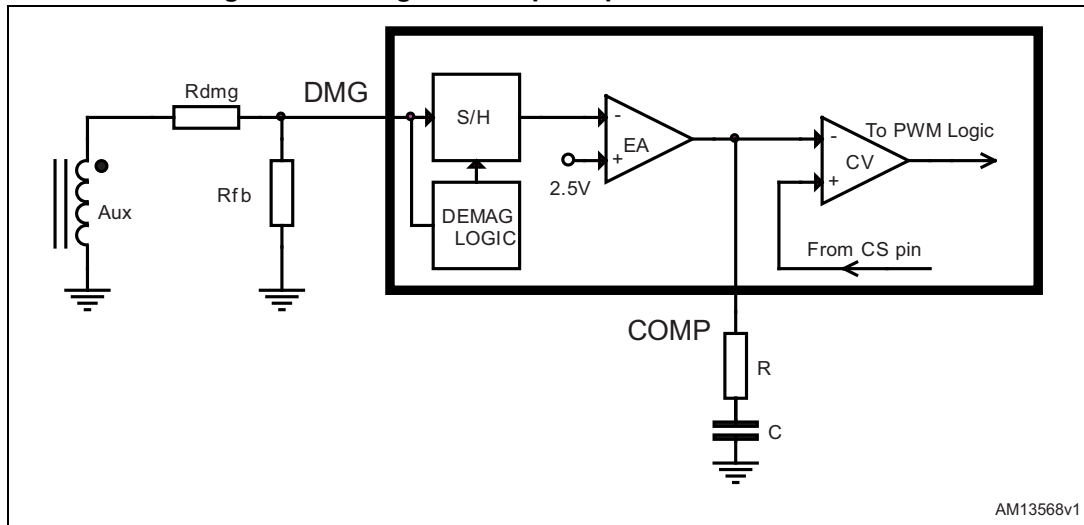 DMG
Rdmg
S/H
-
EA
+
2.5V
-
CV
+
To PWM Logic
Aux
Rfb
DEMAG
LOGIC
From CS pin
COMP
R
C
AM13568v1